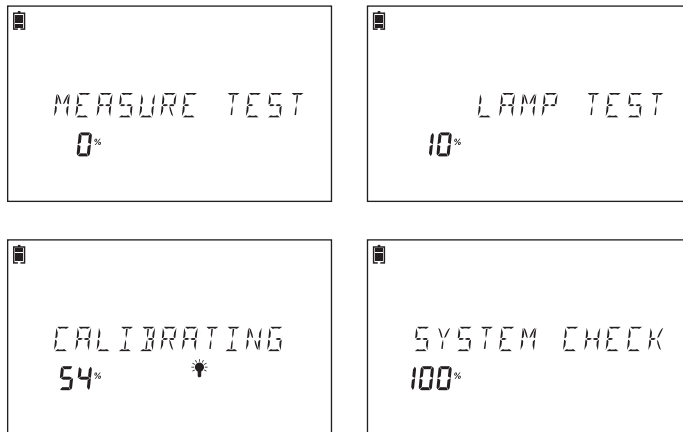 MEASURE TEST
0%
LAMP TEST
10%
CALIBRATING
54%
SYSTEM CHECK
100%